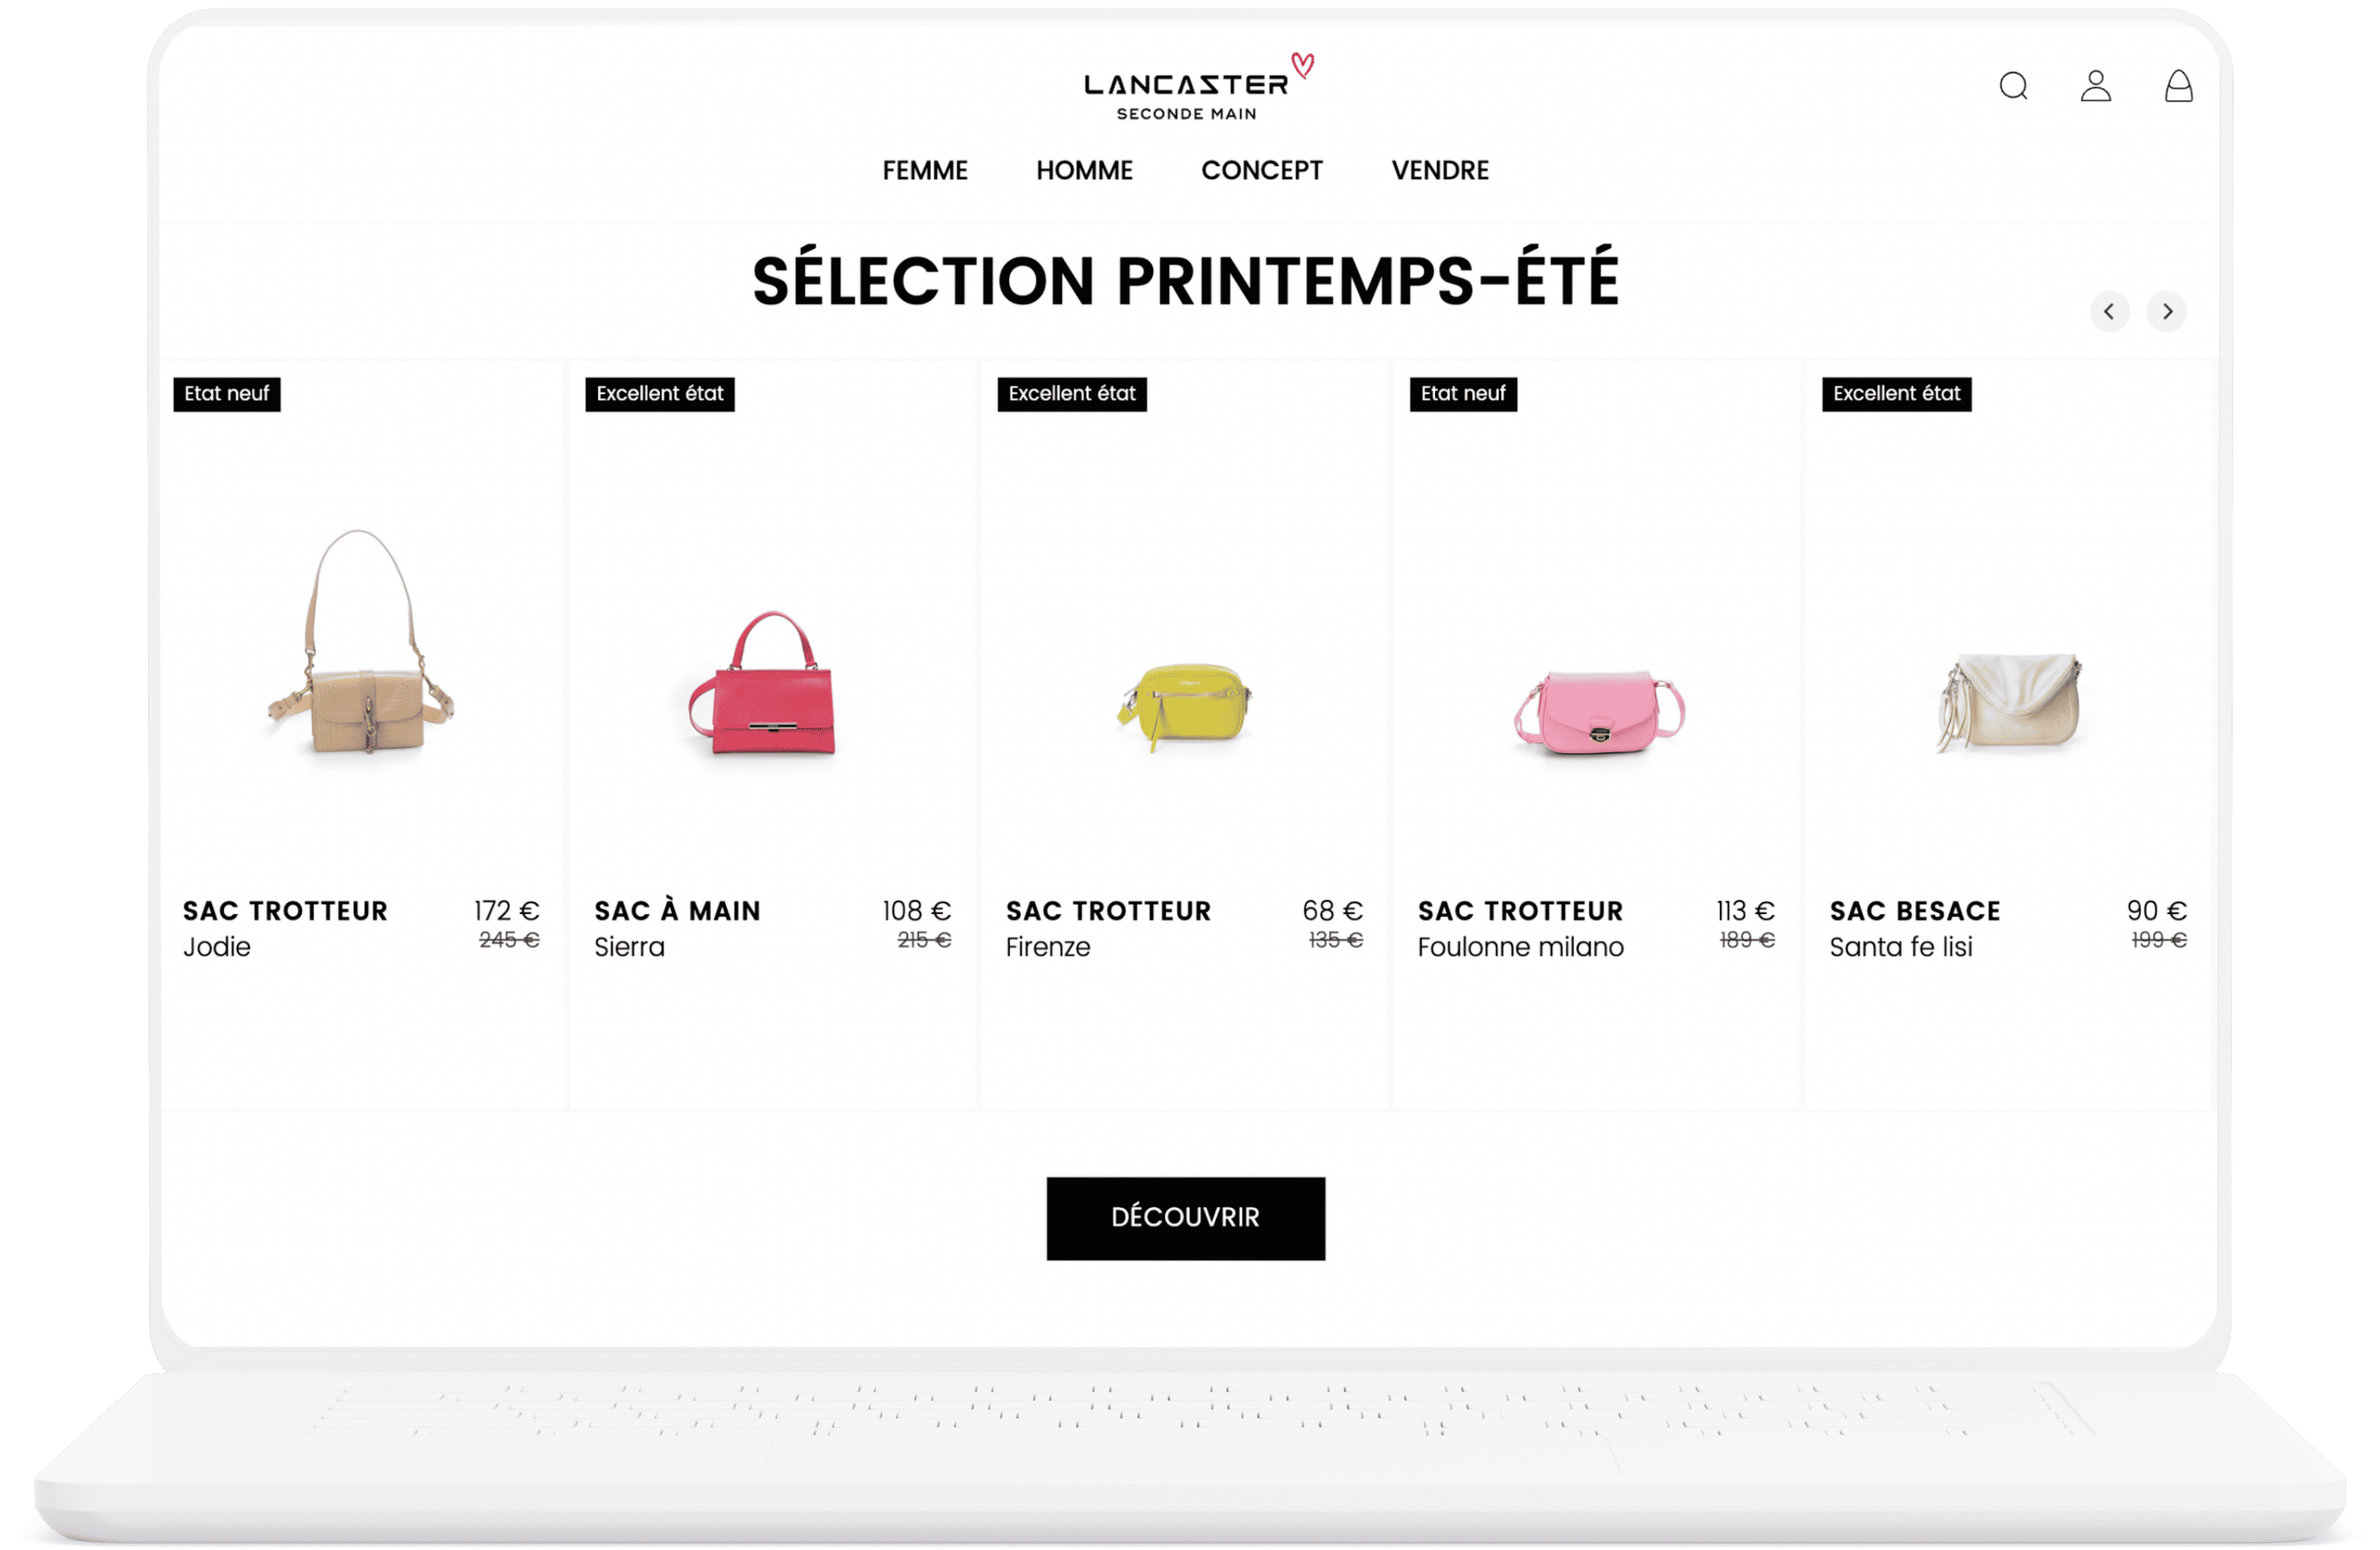 LANCASTER
SECONDE MAIN
FEMME HOMME CONCEPT VENDRE
SÉLECTION PRINTEMPS-ÉTÉ
Etat neuf
SAC TROTTEUR 172 €
Jodie 245 €
Excellent état
SAC À MAIN 108 €
Sierra 215 €
Excellent état
SAC TROTTEUR 68 €
Firenze 135 €
Etat neuf
SAC TROTTEUR 113 €
Foulonne milano 189 €
Excellent état
SAC BESACE 90 €
Santa fe lisi 199 €
DÉCOUVRIR